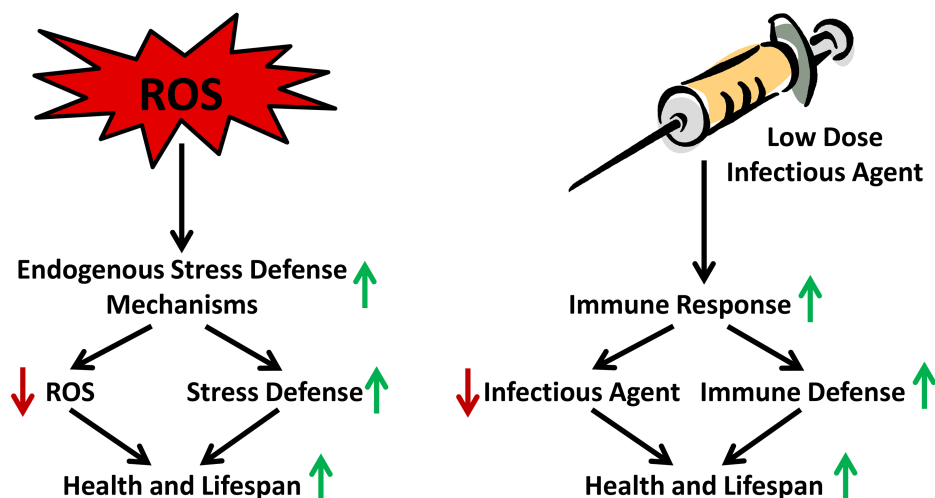 ROS
Endogenous Stress Defense
Mechanisms
ROS
Stress Defense
Health and Lifespan
Low Dose
Infectious Agent
Immune Response
Infectious Agent
Immune Defense
Health and Lifespan